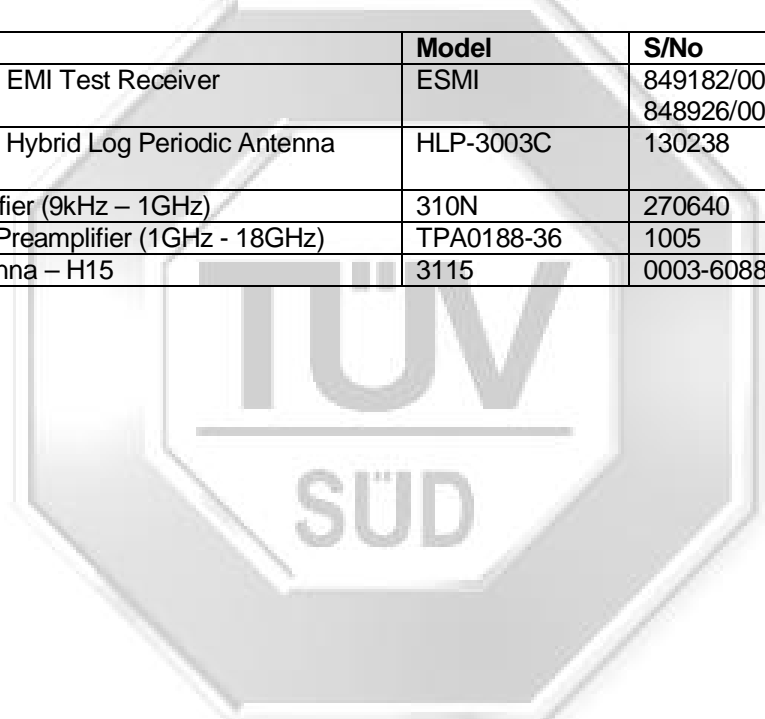 Model S/No
EMI Test Receiver ESMI 849182/00
848926/00
Hybrid Log Periodic Antenna HLP-3003C 130238
fier (9kHz – 1GHz) 310N 270640
Preamplifier (1GHz - 18GHz) TPA0188-36 1005
nna – H15 3115 0003-6088
TÜV
SÜD